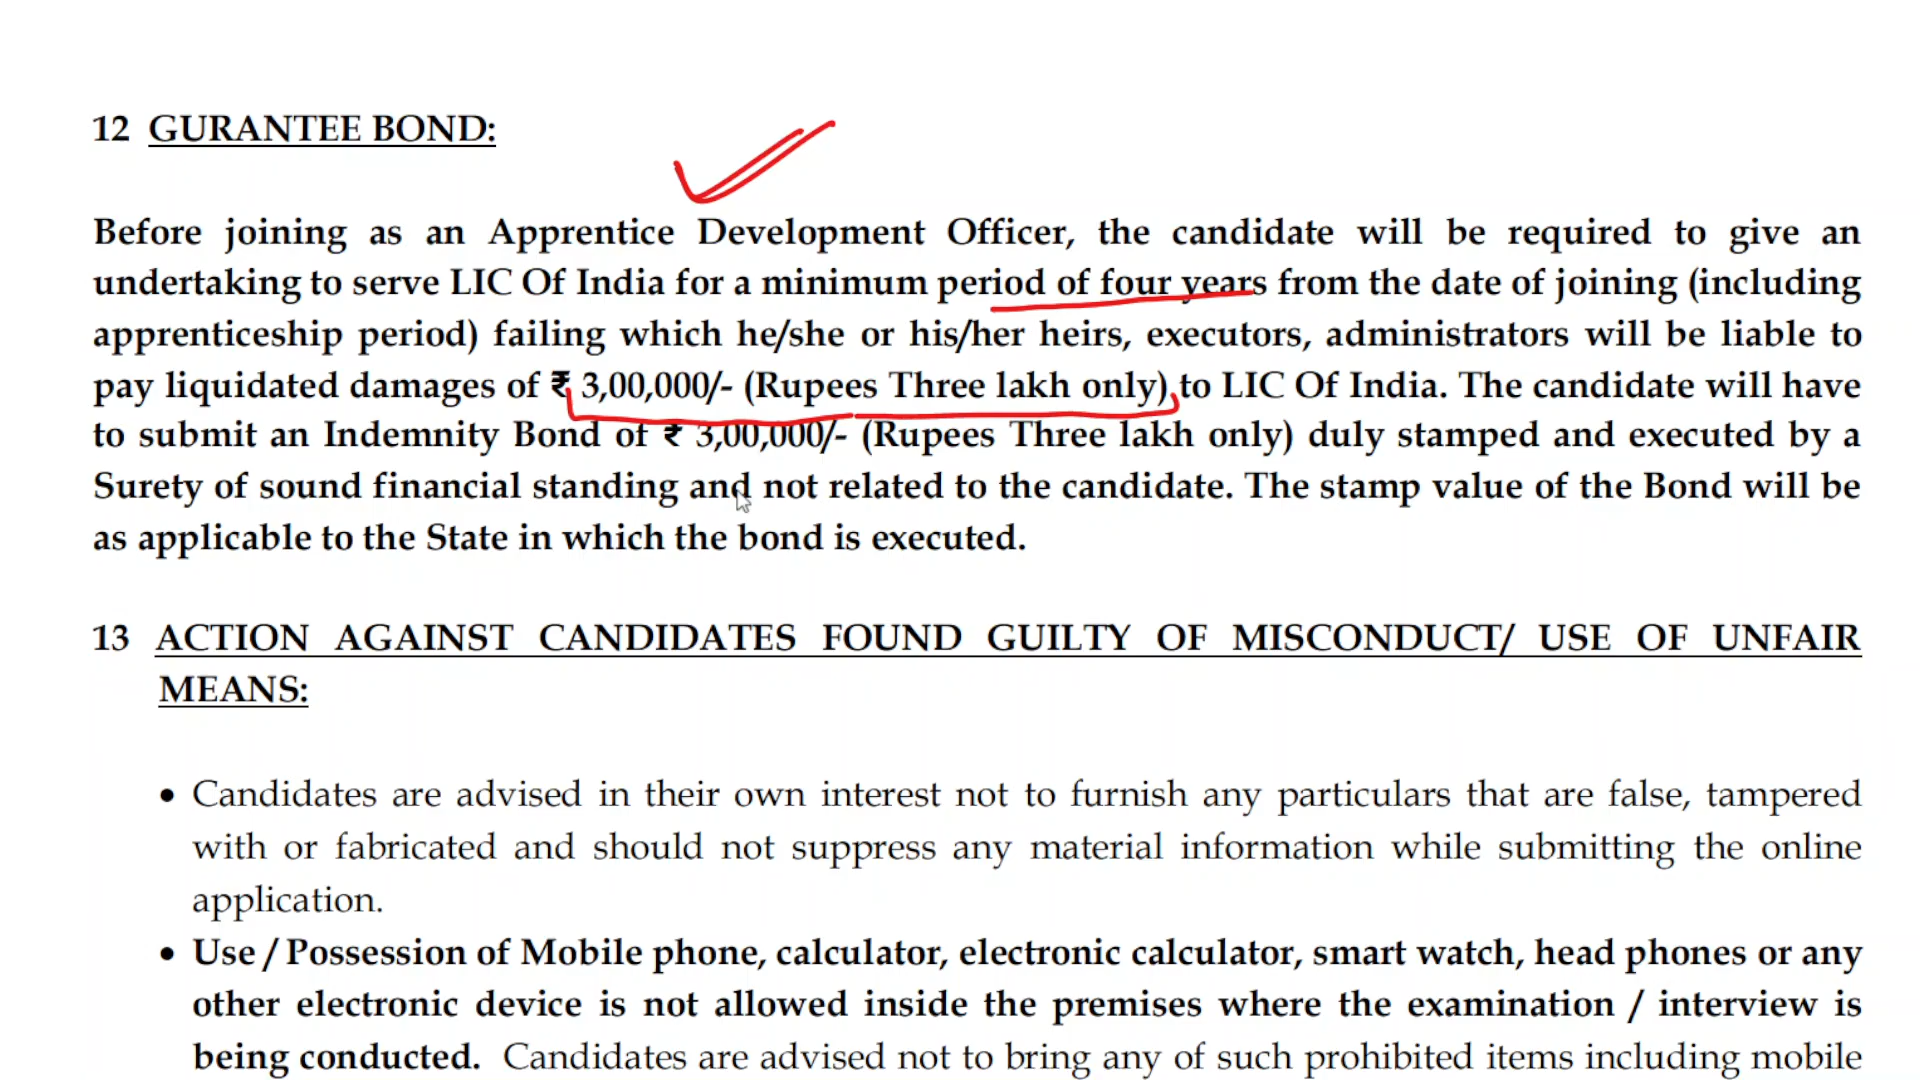 12 GURANTEE BOND:
Before joining as an Apprentice Development Officer, the candidate will be required to give an
undertaking to serve LIC Of India for a minimum period of four years from the date of joining (including
apprenticeship period) failing which he/she or his/her heirs, executors, administrators will be liable to
pay liquidated damages of ₹ 3,00,000/- (Rupees Three lakh only) to LIC Of India. The candidate will have
to submit an Indemnity Bond of ₹ 3,00,000/- (Rupees Three lakh only) duly stamped and executed by a
Surety of sound financial standing and not related to the candidate. The stamp value of the Bond will be
as applicable to the State in which the bond is executed.
13 ACTION AGAINST CANDIDATES FOUND GUILTY OF MISCONDUCT/ USE OF UNFAIR
MEANS:
• Candidates are advised in their own interest not to furnish any particulars that are false, tampered
with or fabricated and should not suppress any material information while submitting the online
application.
• Use / Possession of Mobile phone, calculator, electronic calculator, smart watch, head phones or any
other electronic device is not allowed inside the premises where the examination / interview is
being conducted. Candidates are advised not to bring any of such prohibited items including mobile